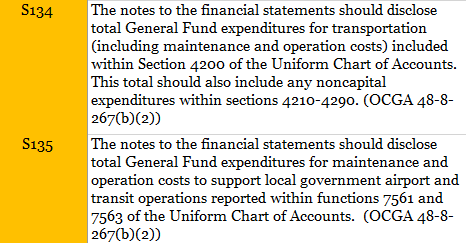 S134
The notes to the financial statements should disclose
total General Fund expenditures for transportation
(including maintenance and operation costs) included
within Section 4200 of the Uniform Chart of Accounts.
This total should also include any noncapital
expenditures within sections 4210-4290. (OCGA 48-8-
267(b)(2))
S135
The notes to the financial statements should disclose
total General Fund expenditures for maintenance and
operation costs to support local government airport and
transit operations reported within functions 7561 and
7563 of the Uniform Chart of Accounts.  (OCGA 48-8-
267(b)(2))